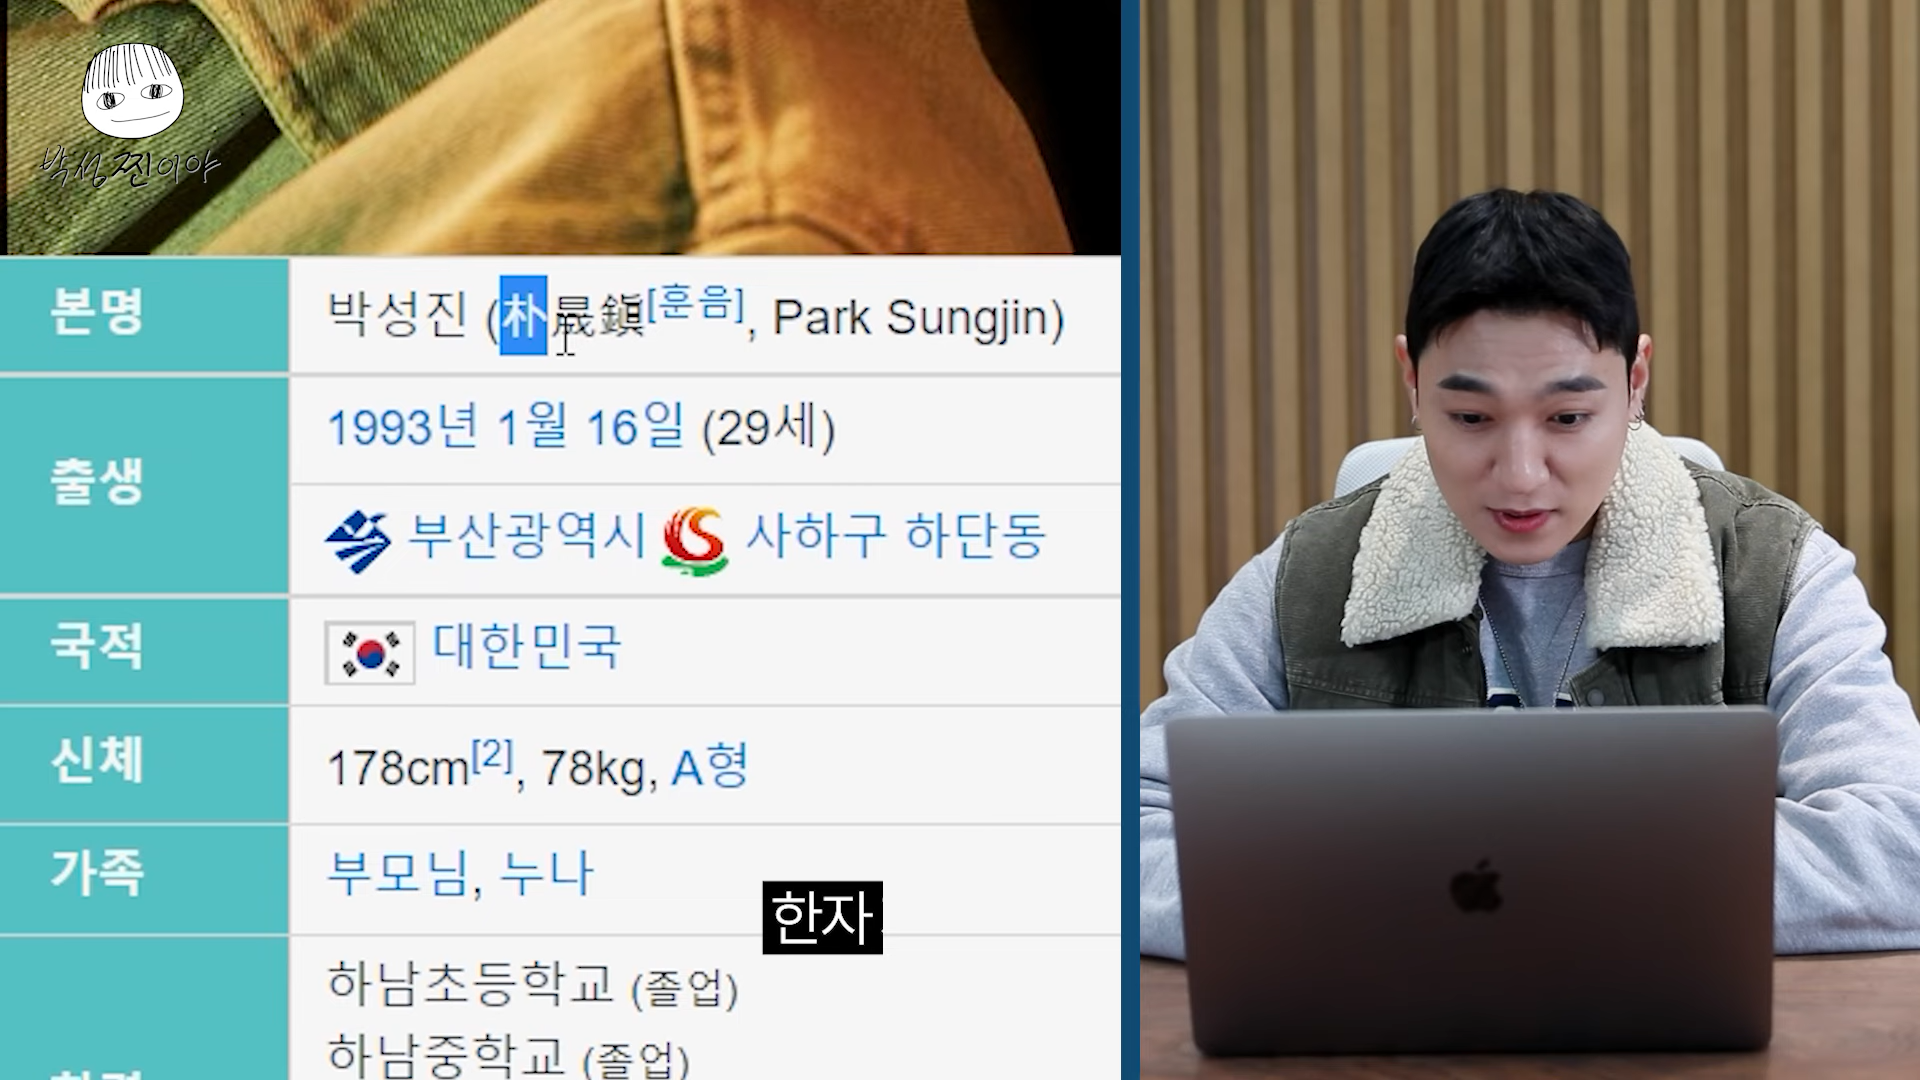 박성찐이야
본명
박성진 (朴晟鎭[훈음], Park Sungjin)
출생
1993년 1월 16일 (29세)
부산광역시 사하구 하단동
국적
대한민국
신체
178cm[2], 78kg, A형
가족
부모님, 누나
한자
하남초등학교 (졸업)
하남중학교 (졸업)